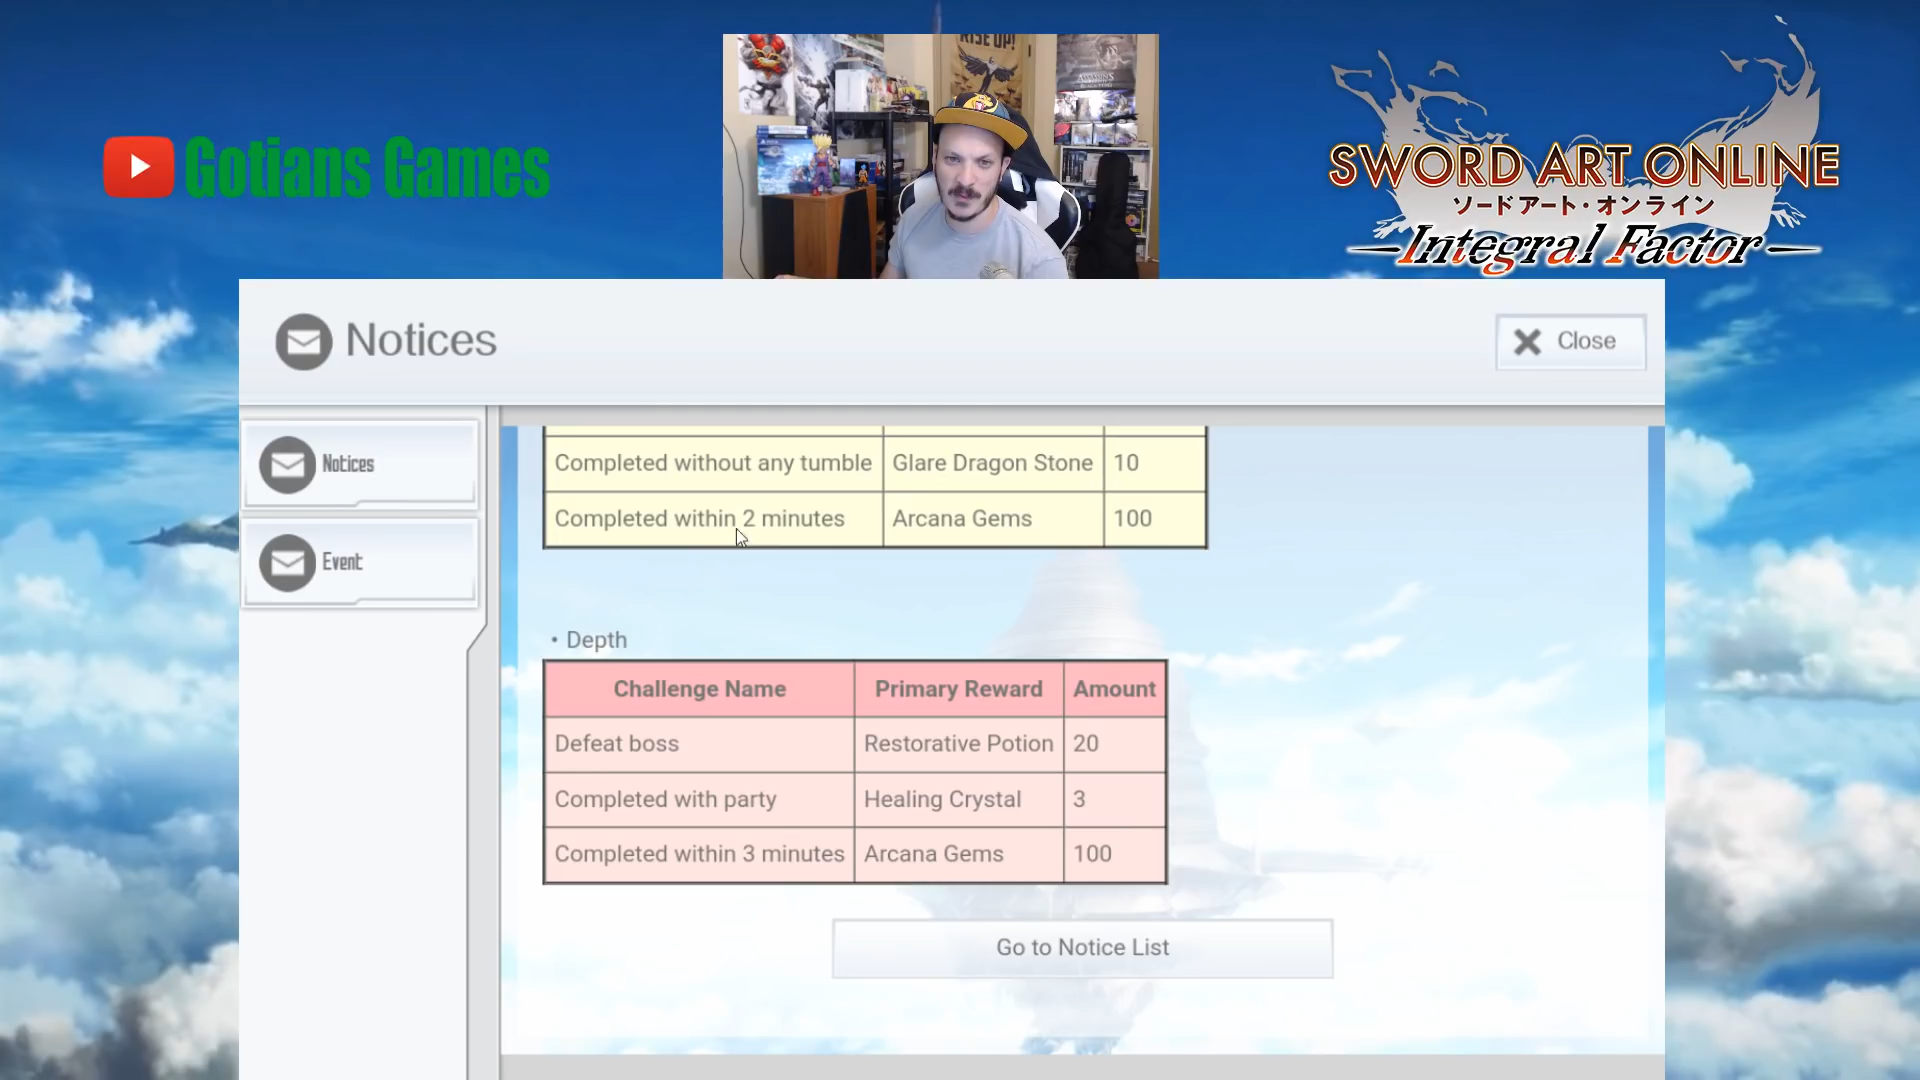 RISE UP!
Gotians Games
SWORD ART ONLINE
ソードアート・オンライン
Integral Factor
Notices
Close
Notices
Event
Completed without any tumble Glare Dragon Stone 10
Completed within 2 minutes Arcana Gems 100
• Depth
Challenge Name Primary Reward Amount
Defeat boss Restorative Potion 20
Completed with party Healing Crystal 3
Completed within 3 minutes Arcana Gems 100
Go to Notice List